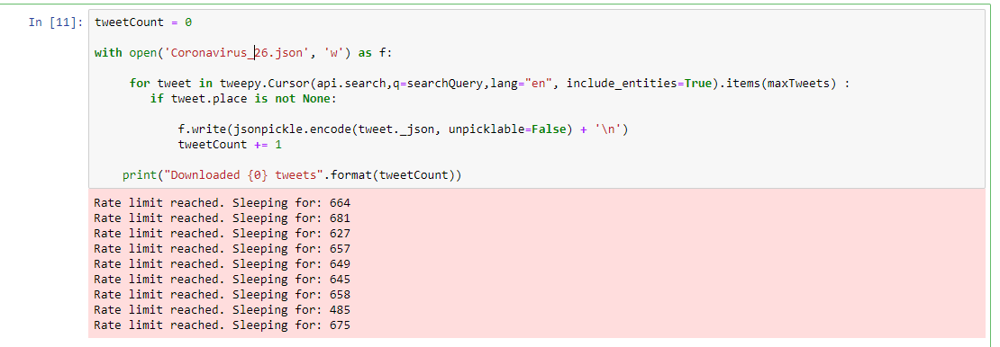 In [11]: tweetCount = 0
with open('Coronavirus_26.json', 'w') as f:
for tweet in tweepy.Cursor(api.search,q=searchQuery,lang="en", include_entities=True).items(maxTweets) :
if tweet.place is not None:
f.write(jsonpickle.encode(tweet._json, unpicklable=False) + '\n')
tweetCount += 1
print("Downloaded {0} tweets".format(tweetCount))
Rate limit reached. Sleeping for: 664
Rate limit reached. Sleeping for: 681
Rate limit reached. Sleeping for: 627
Rate limit reached. Sleeping for: 657
Rate limit reached. Sleeping for: 649
Rate limit reached. Sleeping for: 645
Rate limit reached. Sleeping for: 658
Rate limit reached. Sleeping for: 485
Rate limit reached. Sleeping for: 675